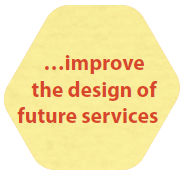 …improve
the design of
future services